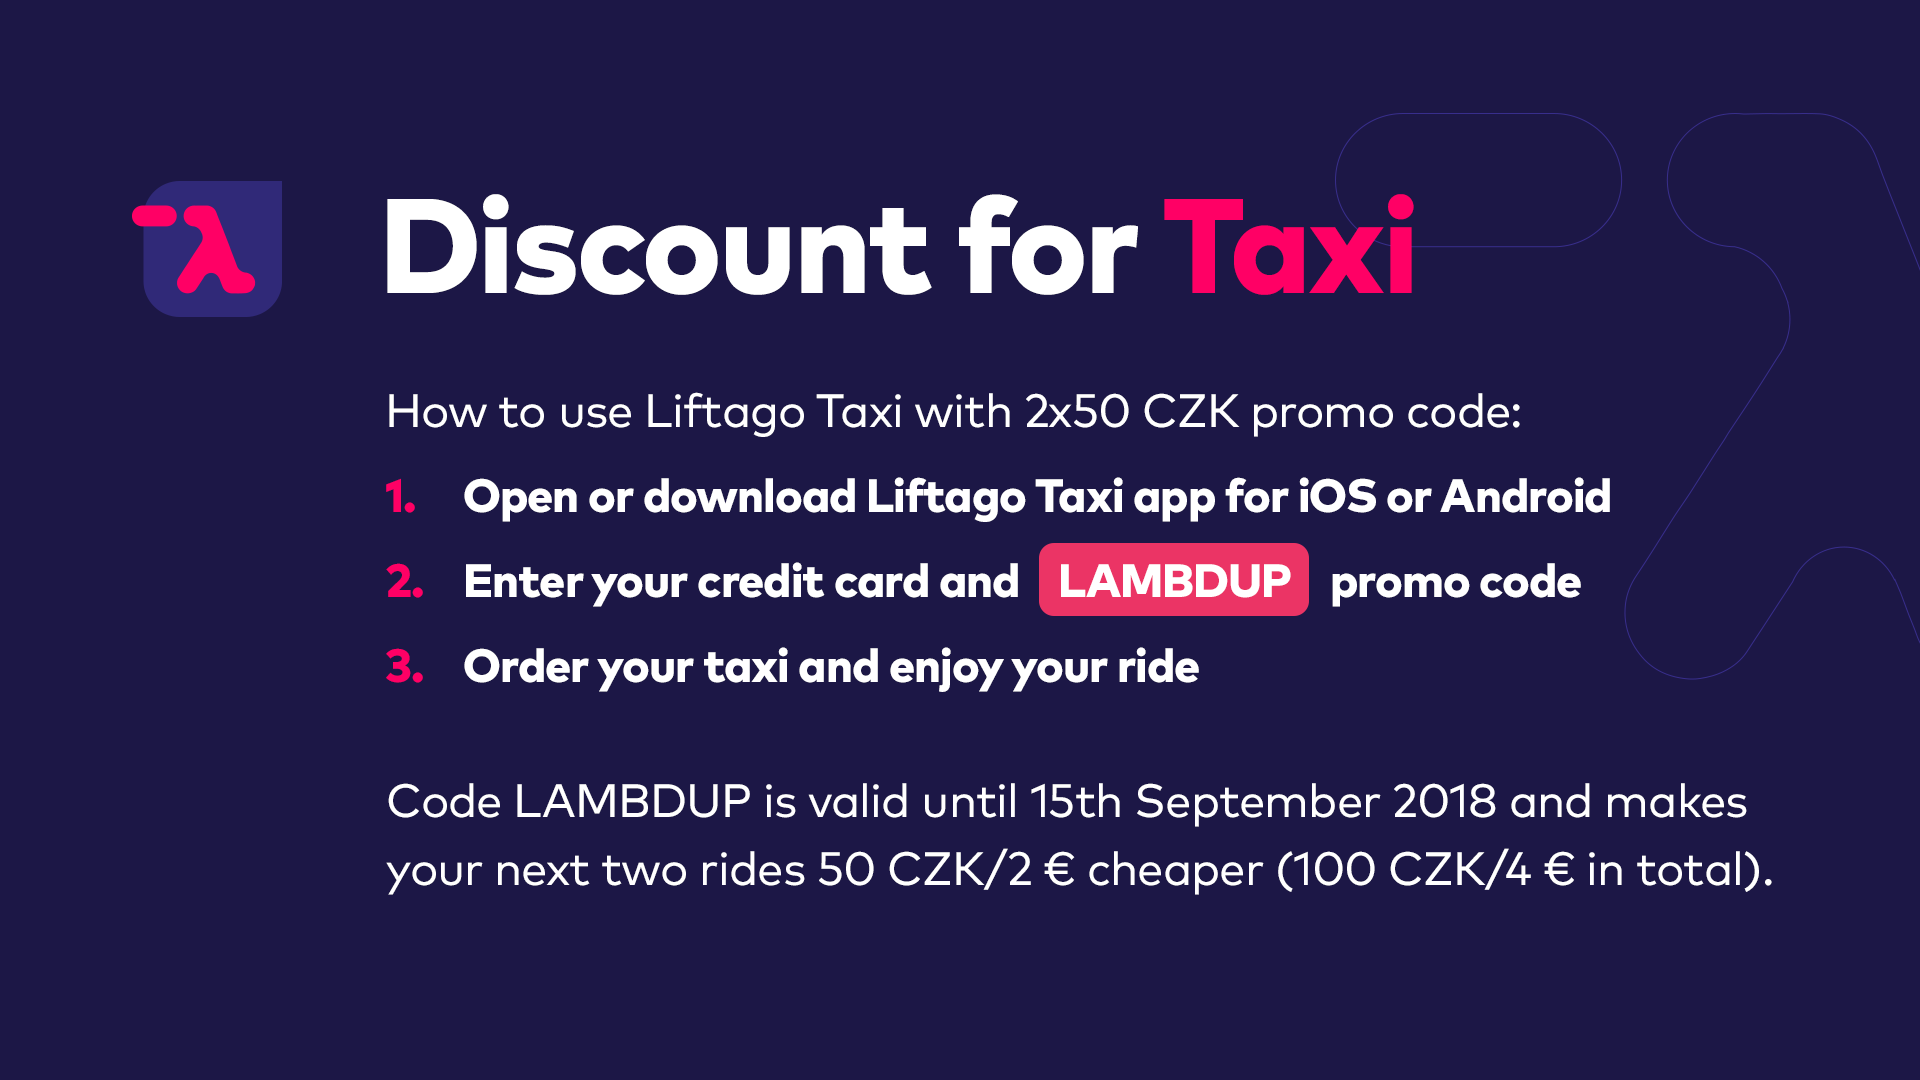 Discount for Taxi
How to use Liftago Taxi with 2x50 CZK promo code:
1. Open or download Liftago Taxi app for iOS or Android
2. Enter your credit card and LAMBDUP promo code
3. Order your taxi and enjoy your ride
Code LAMBDUP is valid until 15th September 2018 and makes
your next two rides 50 CZK/2 € cheaper (100 CZK/4 € in total).